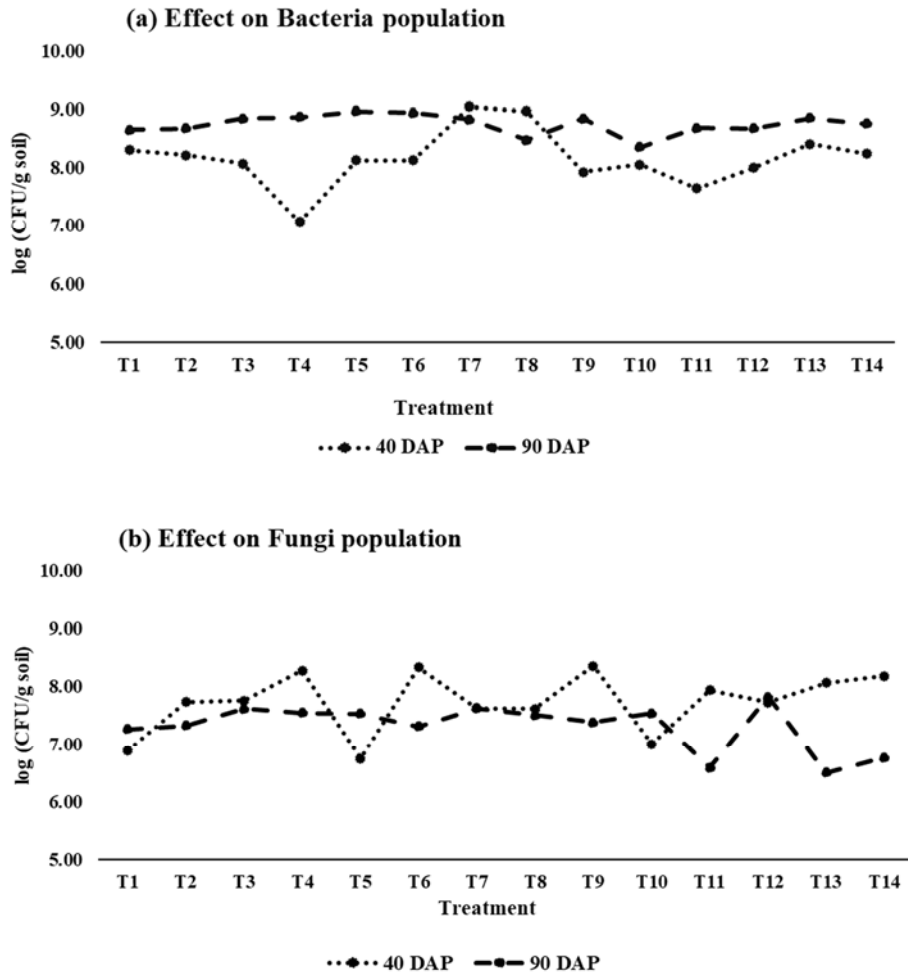 (a) Effect on Bacteria population
10.00
9.00
8.00
7.00
6.00
5.00
log (CFU/g soil)
T1 T2 T3 T4 T5 T6 T7 T8 T9 T10 T11 T12 T13 T14
Treatment
40 DAP 90 DAP
(b) Effect on Fungi population
10.00
9.00
8.00
7.00
6.00
5.00
log (CFU/g soil)
T1 T2 T3 T4 T5 T6 T7 T8 T9 T10 T11 T12 T13 T14
Treatment
40 DAP 90 DAP